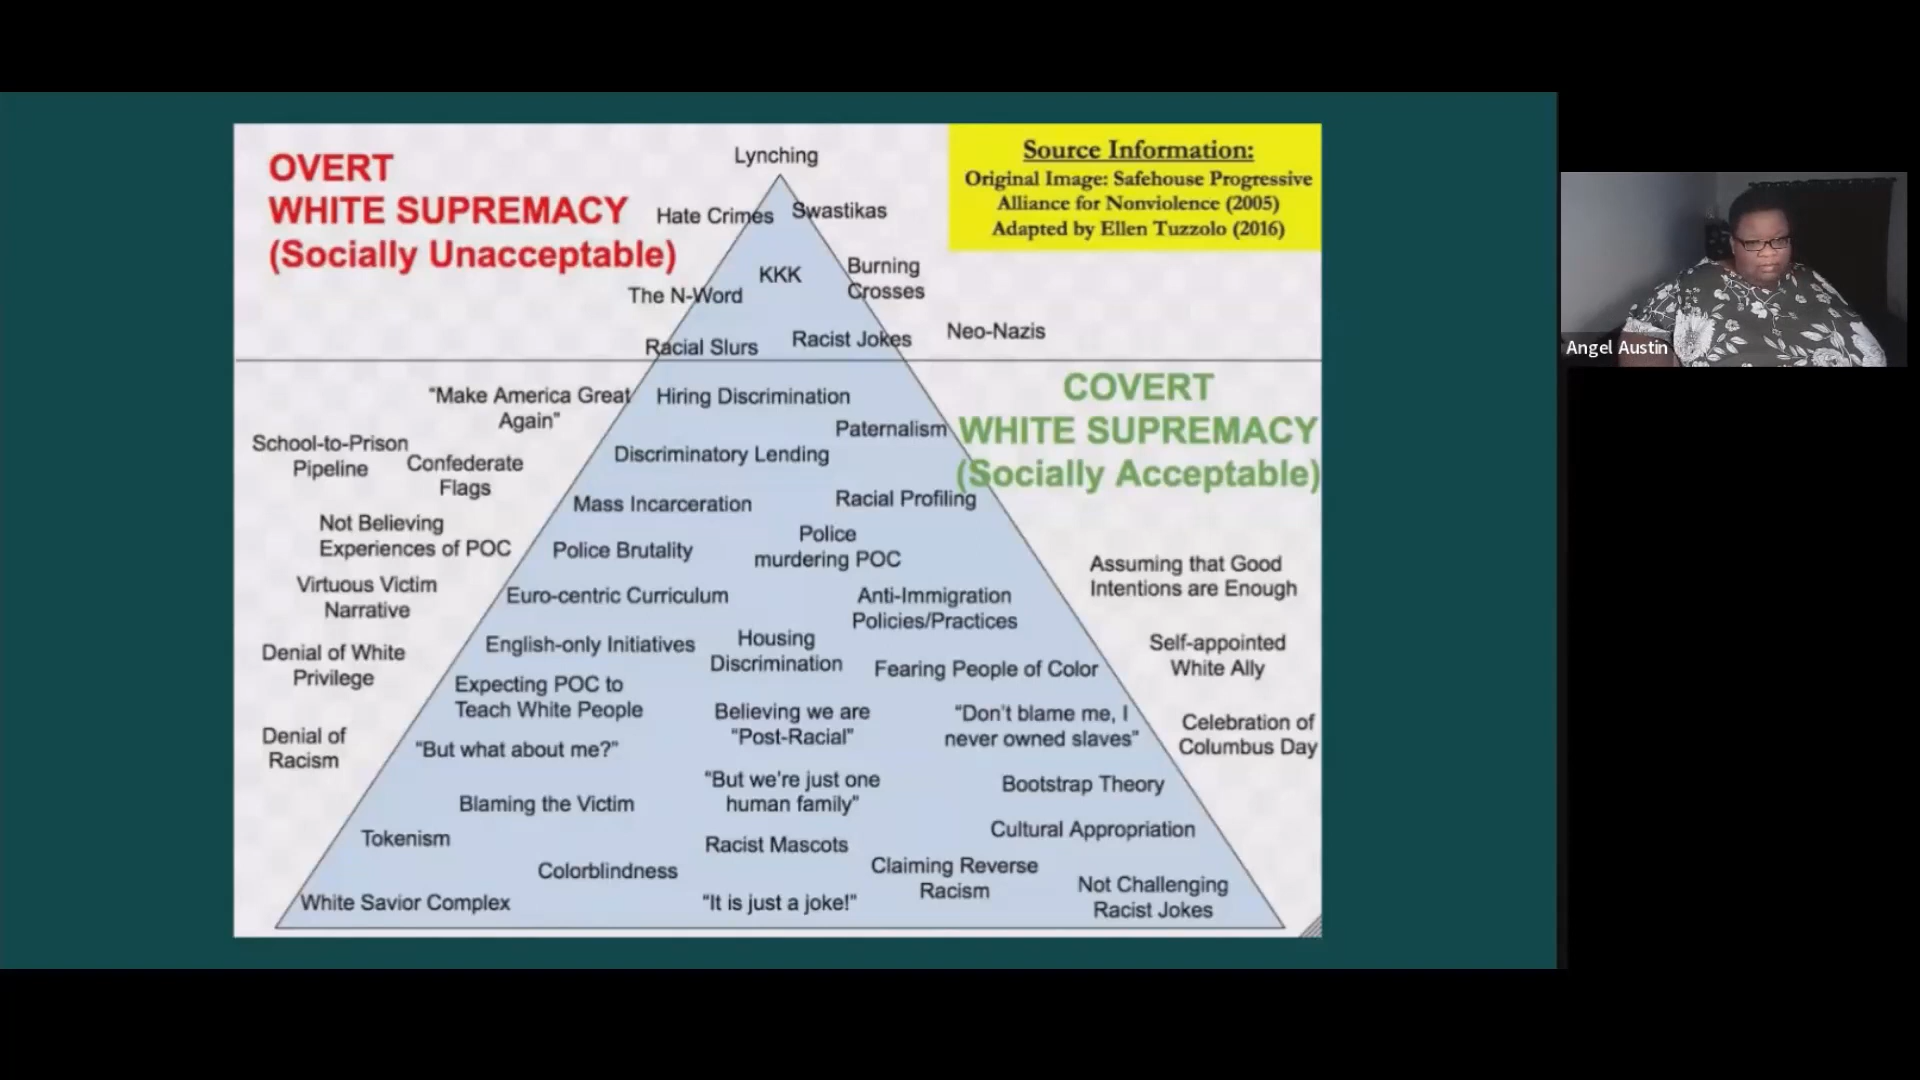 OVERT
WHITE SUPREMACY
(Socially Unacceptable)
Lynching
Source Information:
Original Image: Safehouse Progressive
Alliance for Nonviolence (2005)
Adapted by Ellen Tuzzolo (2016)
Hate Crimes
Swastikas
KKK
Burning
Crosses
The N-Word
Racial Slurs
Racist Jokes
Neo-Nazis
COVERT
WHITE SUPREMACY
(Socially Acceptable)
"Make America Great
Again"
Hiring Discrimination
Paternalism
School-to-Prison
Pipeline
Confederate
Flags
Discriminatory Lending
Mass Incarceration
Racial Profiling
Not Believing
Experiences of POC
Police Brutality
Police
murdering POC
Assuming that Good
Intentions are Enough
Virtuous Victim
Narrative
Euro-centric Curriculum
Anti-Immigration
Policies/Practices
Denial of White
Privilege
English-only Initiatives
Housing
Discrimination
Fearing People of Color
Self-appointed
White Ally
Expecting POC to
Teach White People
Believing we are
"Post-Racial"
"Don't blame me, I
never owned slaves"
Celebration of
Columbus Day
Denial of
Racism
"But what about me?"
"But we're just one
human family"
Bootstrap Theory
Blaming the Victim
Cultural Appropriation
Tokenism
Racist Mascots
Colorblindness
Claiming Reverse
Racism
Not Challenging
Racist Jokes
White Savior Complex
"It is just a joke!"
Angel Austin